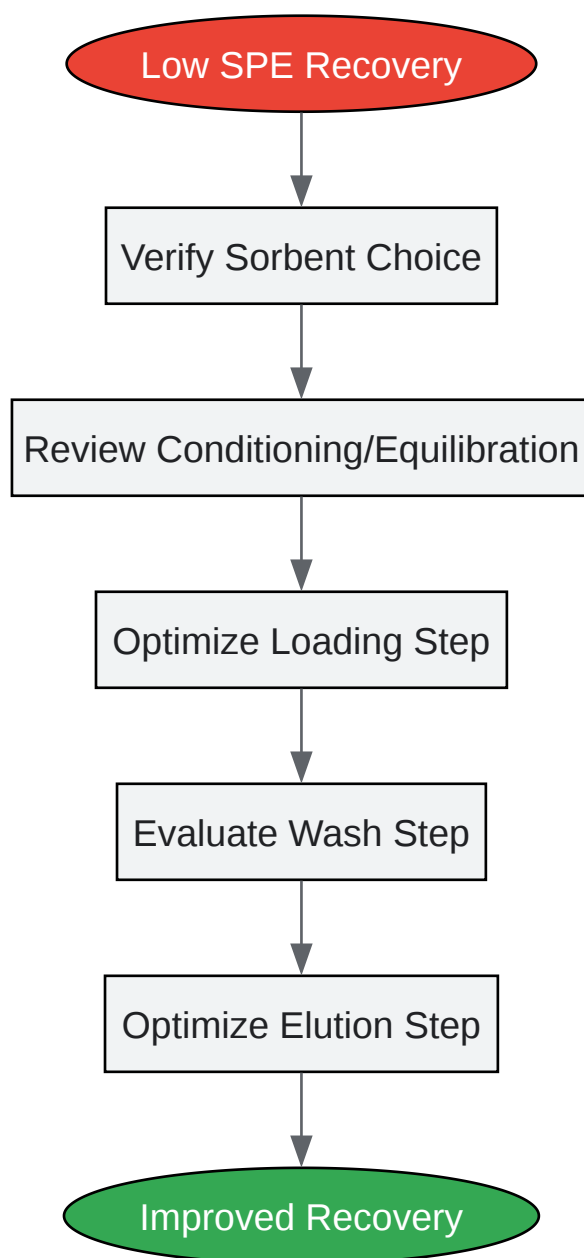 Low SPE Recovery
Verify Sorbent Choice
Review Conditioning/Equilibration
Optimize Loading Step
Evaluate Wash Step
Optimize Elution Step
Improved Recovery